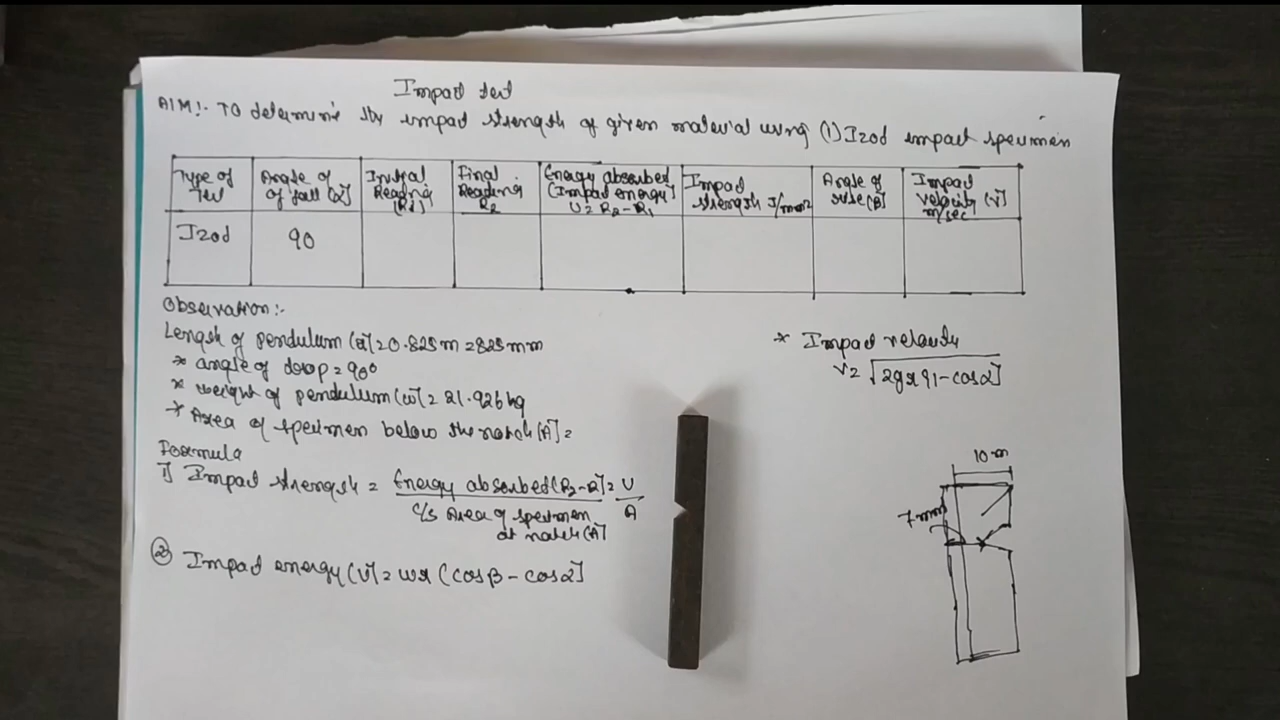 Impact test
AIM:- To determine the impact strength of given material using (1) Izod impact specimen
Type of Test
Angle of of fall (α)
Initial Reading (R1)
Final Reading R2
Energy absorbed (Impact energy) U = R2 - R1
Impact strength J/mm2
Angle of rise (β)
Impact velocity (V) m/sec
Izod 90
Observation:-
Length of pendulum = 0.825 m = 825 mm
* angle of drop = 90°
* weight of pendulum (w) = 21.926 kg
* Area of specimen below the notch (A) =
Formula
1) Impact strength = Energy absorbed (R2 - R1) = U
C/s Area of specimen A
at notch (A)
② Impact energy (U) = wr (cosβ - cosα)
* Impact velocity
V = √2gr(1-cosα)
10 m
7 mm